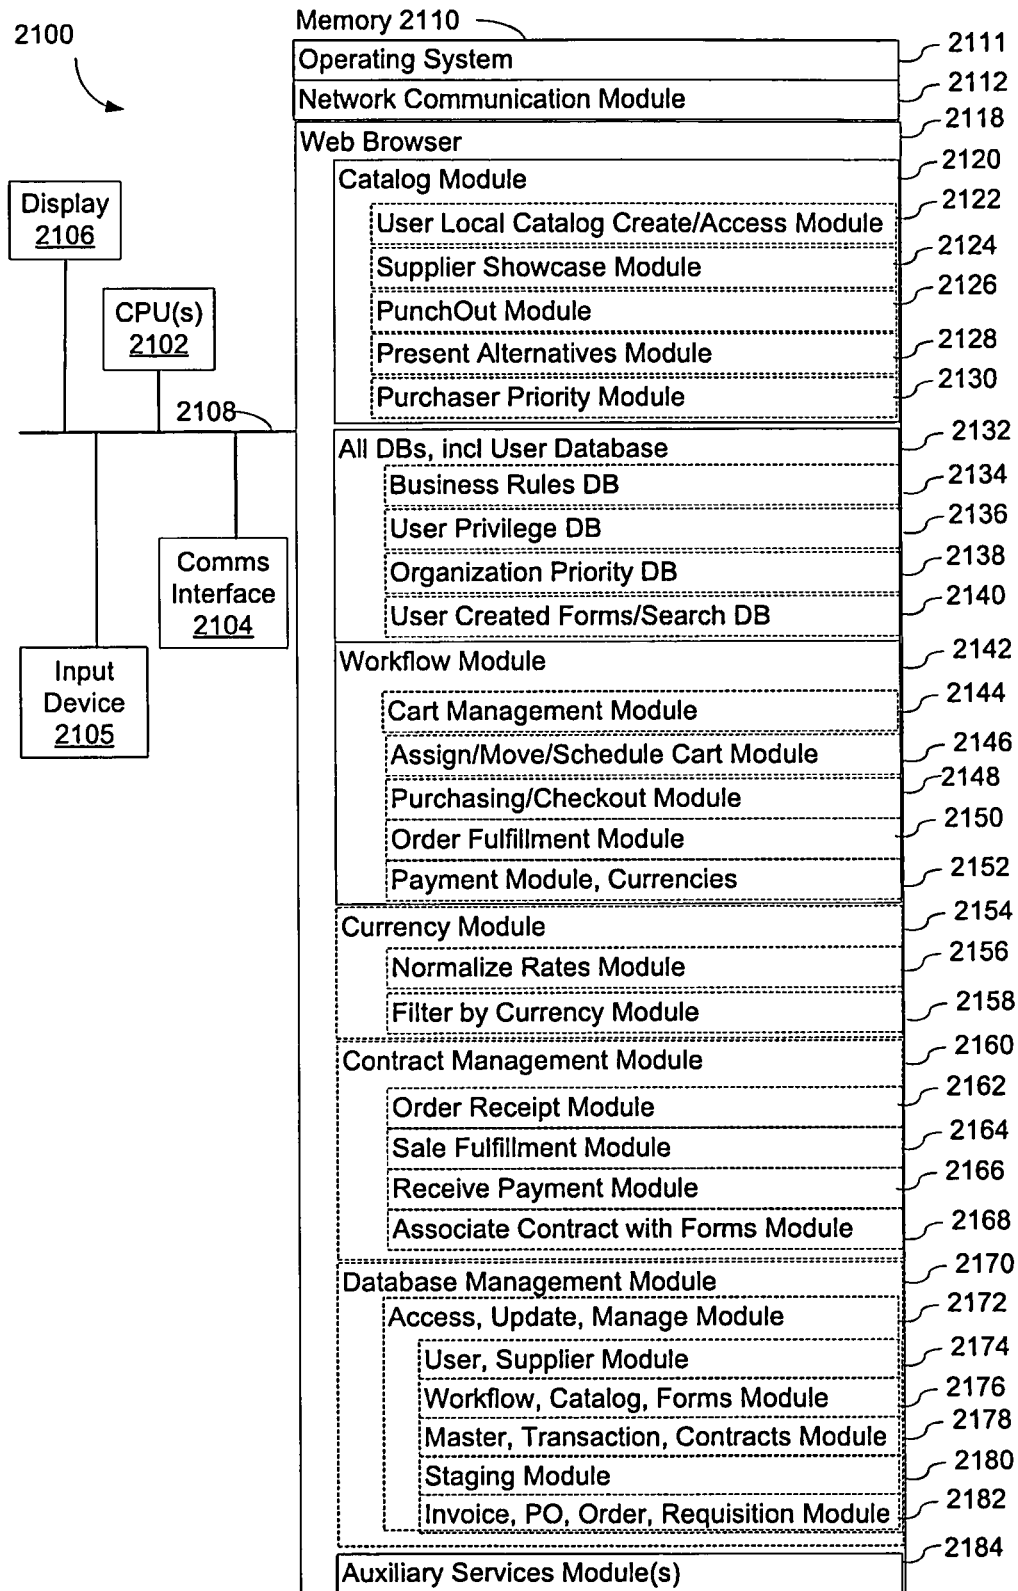 2100
Memory 2110
Operating System
2111
Network Communication Module
2112
Web Browser
2118
Catalog Module
2120
User Local Catalog Create/Access Module
2122
Supplier Showcase Module
2124
PunchOut Module
2126
Present Alternatives Module
2128
Purchaser Priority Module
2130
Display
2106
CPU(s)
2102
2108
Comms
Interface
2104
Input
Device
2105
All DBs, incl User Database
2132
Business Rules DB
2134
User Privilege DB
2136
Organization Priority DB
2138
User Created Forms/Search DB
2140
Workflow Module
2142
Cart Management Module
2144
Assign/Move/Schedule Cart Module
2146
Purchasing/Checkout Module
2148
Order Fulfillment Module
2150
Payment Module, Currencies
2152
Currency Module
2154
Normalize Rates Module
2156
Filter by Currency Module
2158
Contract Management Module
2160
Order Receipt Module
2162
Sale Fulfillment Module
2164
Receive Payment Module
2166
Associate Contract with Forms Module
2168
Database Management Module
2170
Access, Update, Manage Module
2172
User, Supplier Module
2174
Workflow, Catalog, Forms Module
2176
Master, Transaction, Contracts Module
2178
Staging Module
2180
Invoice, PO, Order, Requisition Module
2182
Auxiliary Services Module(s)
2184